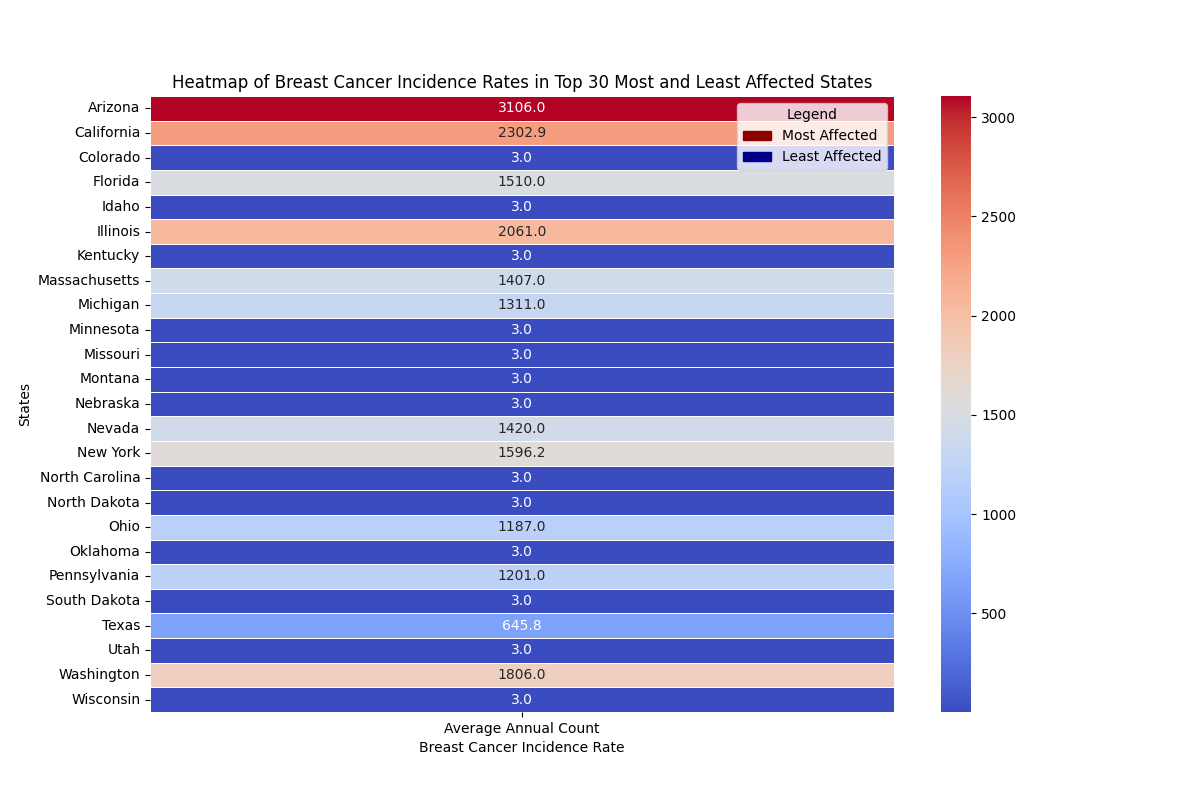 Heatmap of Breast Cancer Incidence Rates in Top 30 Most and Least Affected States
Legend
Most Affected
Least Affected
States
Arizona 3106.0
California 2302.9
Colorado 3.0
Florida 1510.0
Idaho 3.0
Illinois 2061.0
Kentucky 3.0
Massachusetts 1407.0
Michigan 1311.0
Minnesota 3.0
Missouri 3.0
Montana 3.0
Nebraska 3.0
Nevada 1420.0
New York 1596.2
North Carolina 3.0
North Dakota 3.0
Ohio 1187.0
Oklahoma 3.0
Pennsylvania 1201.0
South Dakota 3.0
Texas 645.8
Utah 3.0
Washington 1806.0
Wisconsin 3.0
Average Annual Count
Breast Cancer Incidence Rate
3000
2500
2000
1500
1000
500